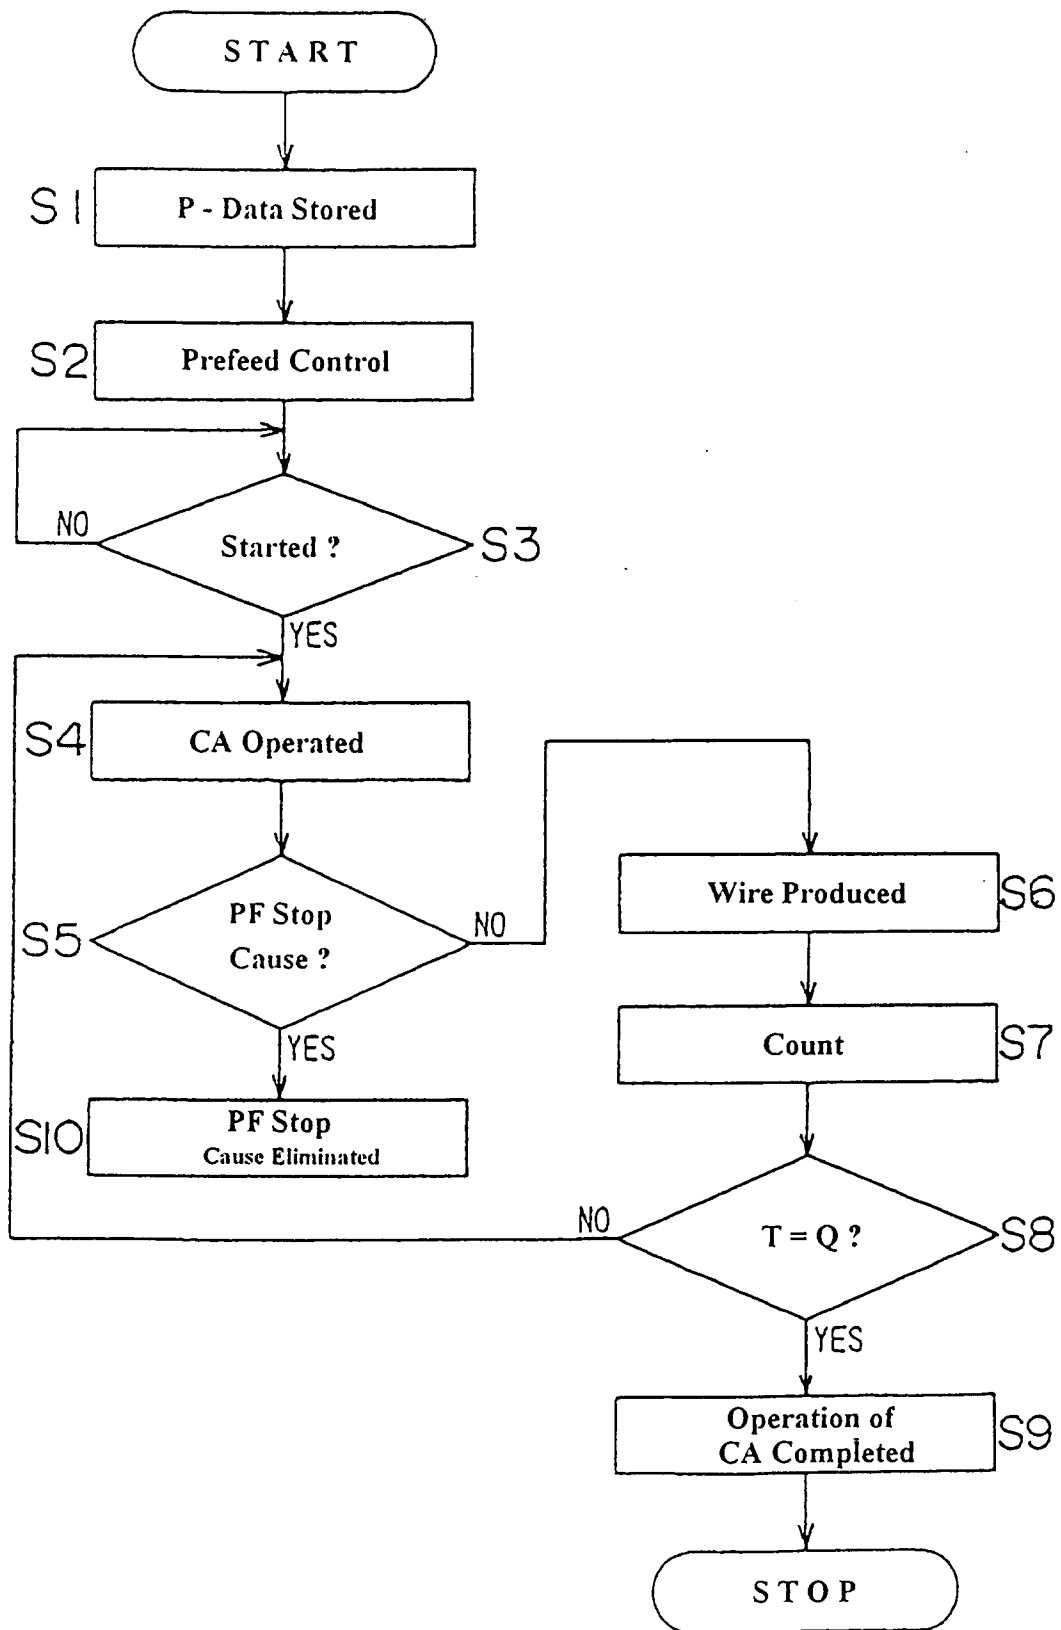 START
S1
P - Data Stored
S2
Prefeed Control
NO
Started ?
S3
YES
S4
CA Operated
S5
PF Stop
Cause ?
NO
YES
S10
PF Stop
Cause Eliminated
Wire Produced
S6
Count
S7
NO
T = Q ?
S8
YES
Operation of
CA Completed
S9
STOP